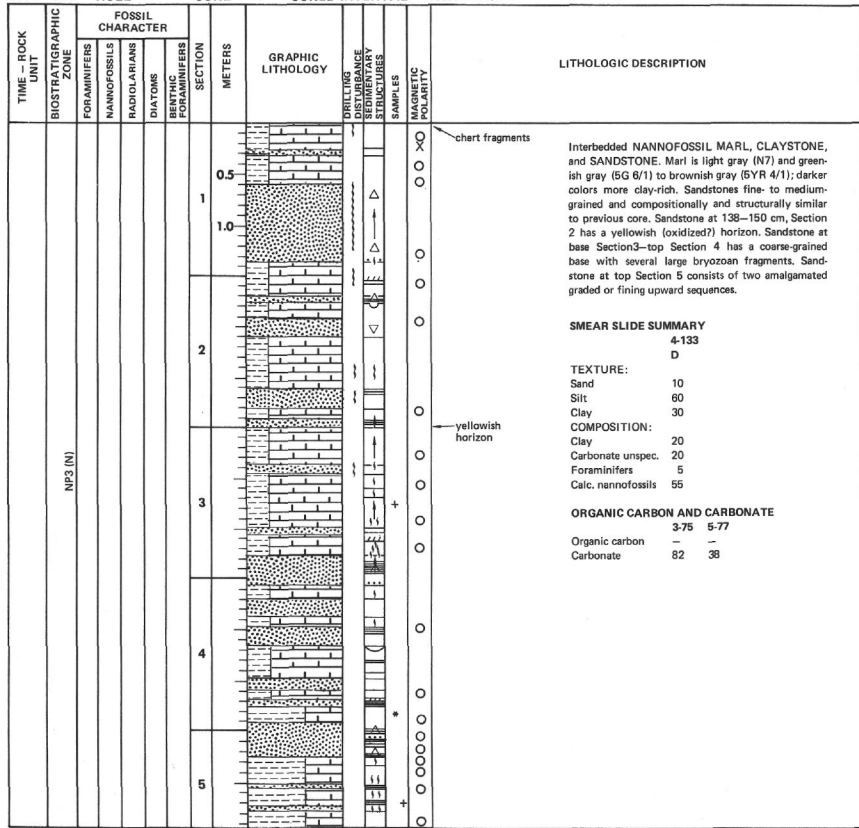 TIME – ROCK UNIT
BIOSTRATIGRAPHIC ZONE
FOSSIL CHARACTER
FORAMINIFERS
NANNOFOSSILS
RADIOLARIANS
DIATOMS
BENTHIC FORAMINIFERS
SECTION
METERS
GRAPHIC LITHOLOGY
DRILLING DISTURBANCE
SEDIMENTARY STRUCTURES
SAMPLES
MAGNETIC POLARITY
LITHOLOGIC DESCRIPTION
NP3 (N)
1
0.5
1.0
2
3
4
5
chert fragments
yellowish
horizon
Interbedded NANNOFOSSIL MARL, CLAYSTONE,
and SANDSTONE. Marl is light gray (N7) and green-
ish gray (5G 6/1) to brownish gray (5YR 4/1); darker
colors more clay-rich. Sandstones fine- to medium-
grained and compositionally and structurally similar
to previous core. Sandstone at 138–150 cm, Section
2 has a yellowish (oxidized?) horizon. Sandstone at
base Section3–top Section 4 has a coarse-grained
base with several large bryozoan fragments. Sand-
stone at top Section 5 consists of two amalgamated
graded or fining upward sequences.
SMEAR SLIDE SUMMARY
4-133
D
TEXTURE:
Sand 10
Silt 60
Clay 30
COMPOSITION:
Clay 20
Carbonate unspec. 20
Foraminifers 5
Calc. nannofossils 55
ORGANIC CARBON AND CARBONATE
3-75 5-77
Organic carbon – –
Carbonate 82 38